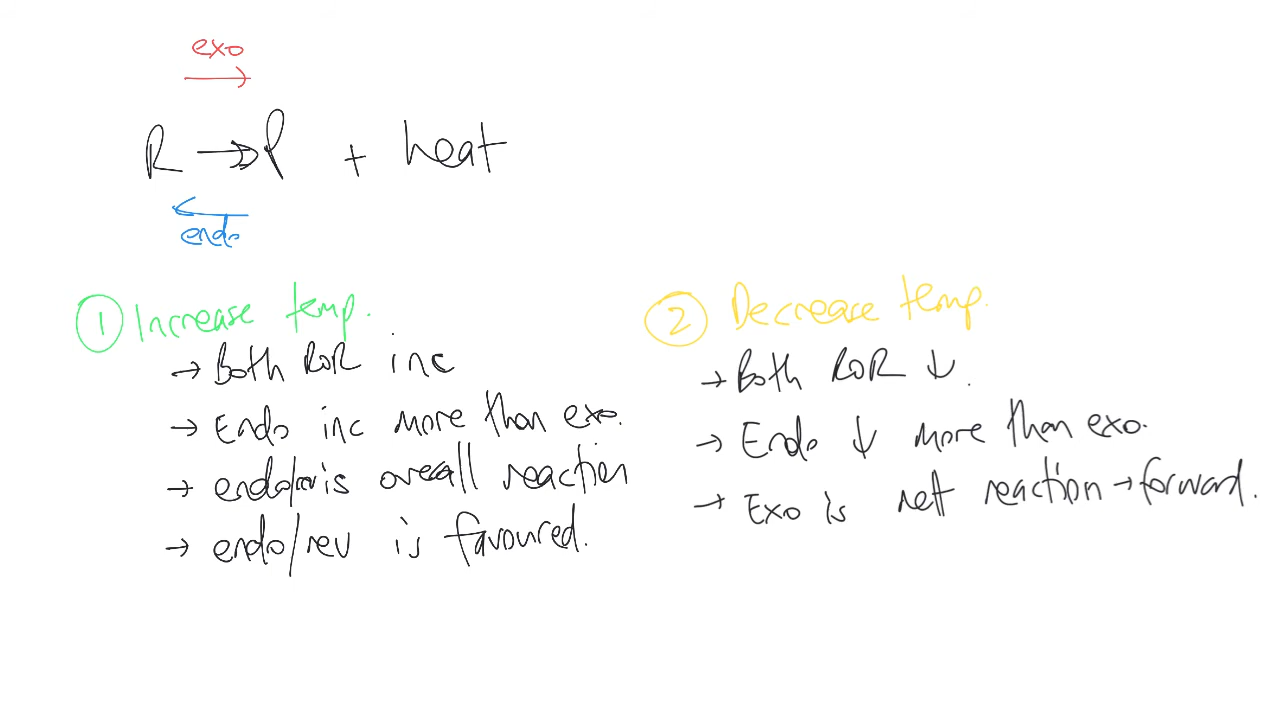 exo
R → P + heat
endo
① Increase temp.
→ Both ROR inc
→ Endo inc more than exo.
→ endo/rev is overall reaction
→ endo/rev is favoured.
② Decrease temp.
→ Both ROR ↓.
→ Endo ↓ more than exo.
→ Exo is net reaction → forward.